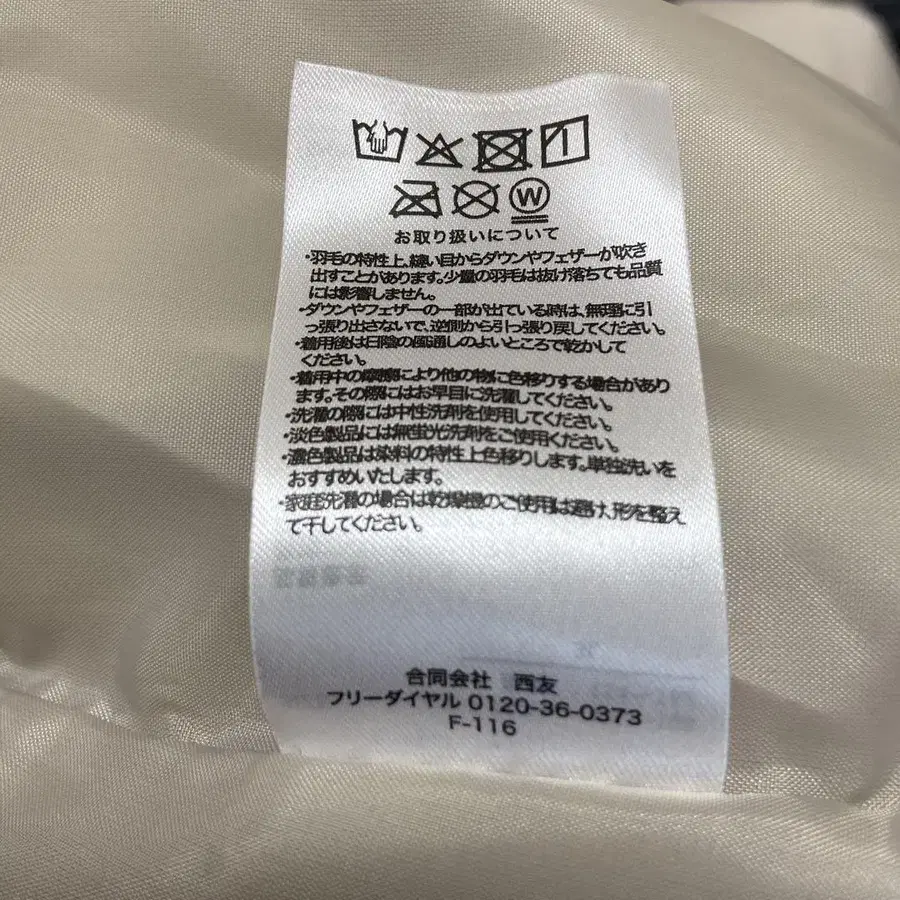 W
お取り扱いについて
・羽毛の特性上、縫い目からダウンやフェザーが吹き
出すことがあります。少量の羽毛は抜け落ちても品質
には影響しません。
・ダウンやフェザーの一部が出ている時は、無理に引
っ張り出さないで、逆側から引っ張り戻してください。
・着用後は日陰の風通しのよいところで乾かして
ください。
・着用中の摩擦により他の物に色移りする場合があり
ます。その際にはお早目に洗濯してください。
・洗濯の際には中性洗剤を使用してください。
・淡色製品には無蛍光洗剤をご使用ください。
・濃色製品は染料の特性上色移りします。単独洗いを
おすすめいたします。
・家庭洗濯の場合は乾燥機のご使用は避け、形を整え
て干してください。
合同会社 西友
フリーダイヤル 0120-36-0373
F-116